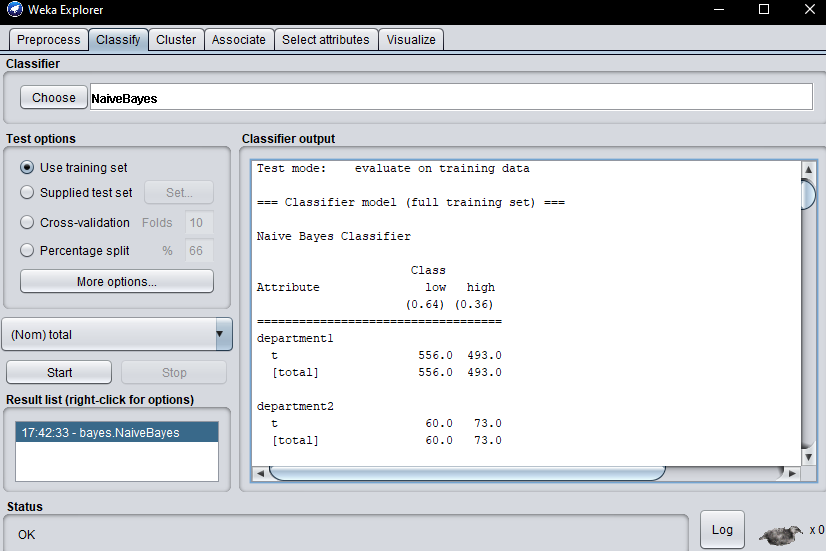 Weka Explorer
Preprocess Classify Cluster Associate Select attributes Visualize
Classifier
Choose NaiveBayes
Test options
Use training set
Supplied test set Set...
Cross-validation Folds 10
Percentage split % 66
More options...
(Nom) total
Start Stop
Result list (right-click for options)
17:42:33 - bayes.NaiveBayes
Classifier output
Test mode: evaluate on training data
=== Classifier model (full training set) ===
Naive Bayes Classifier
Class
Attribute low high
(0.64) (0.36)
===================================
department1
t 556.0 493.0
[total] 556.0 493.0
department2
t 60.0 73.0
[total] 60.0 73.0
Status
OK
Log x 0